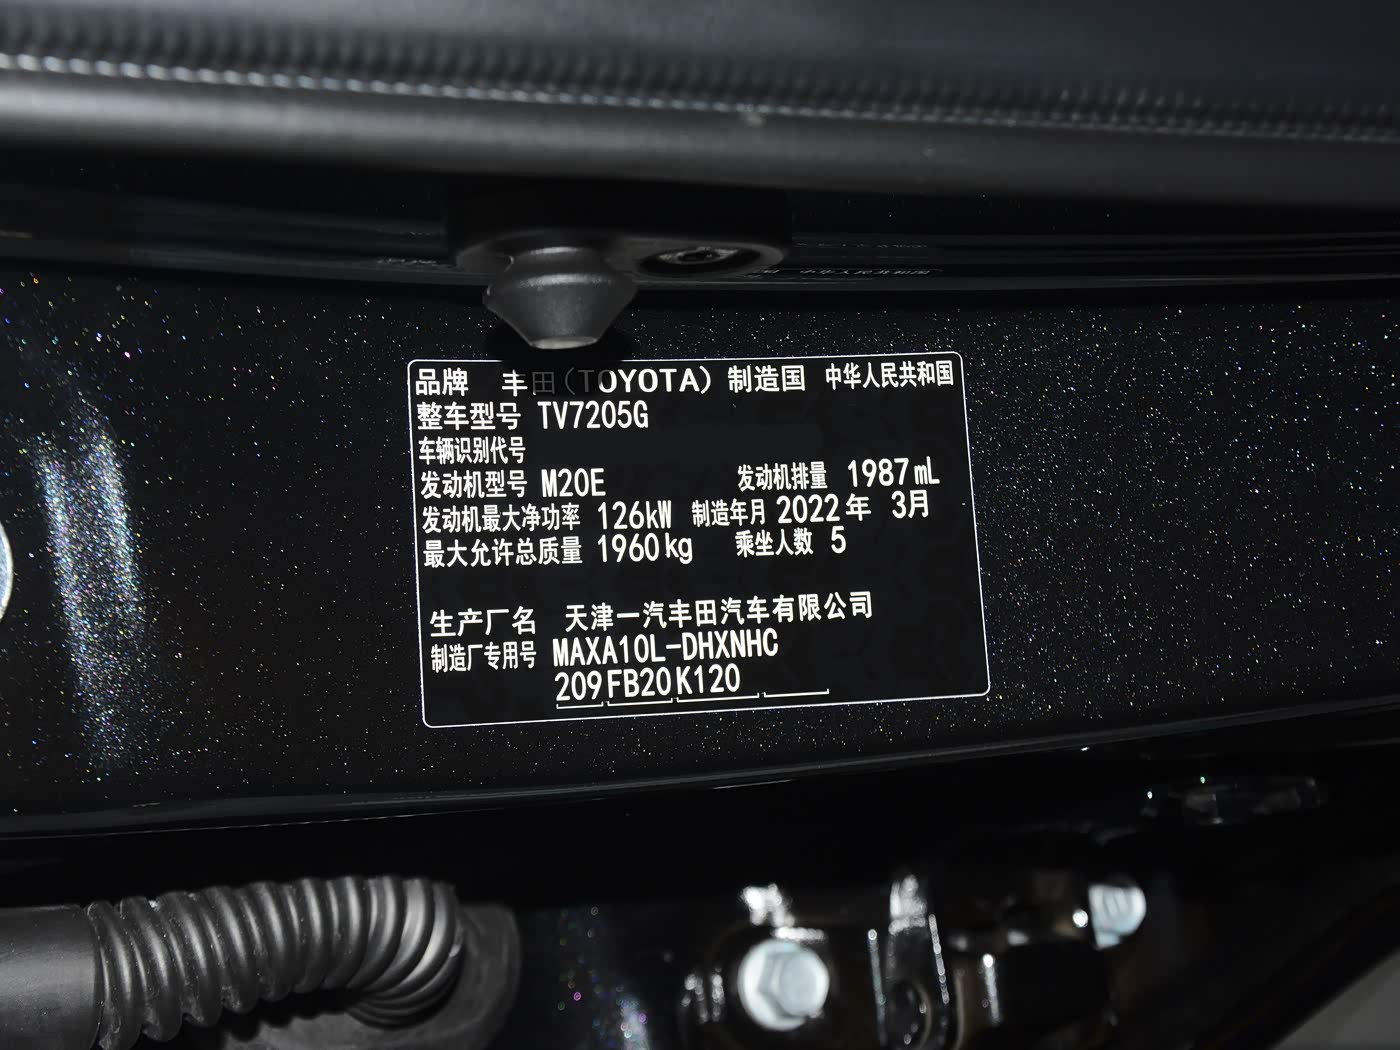 品牌 丰田(TOYOTA) 制造国 中华人民共和国
整车型号 TV7205G
车辆识别代号
发动机型号 M20E 发动机排量 1987mL
发动机最大净功率 126kW 制造年月 2022年 3月
最大允许总质量 1960kg 乘坐人数 5
生产厂名 天津一汽丰田汽车有限公司
制造厂专用号 MAXA10L-DHXNHC
209 FB20 K120